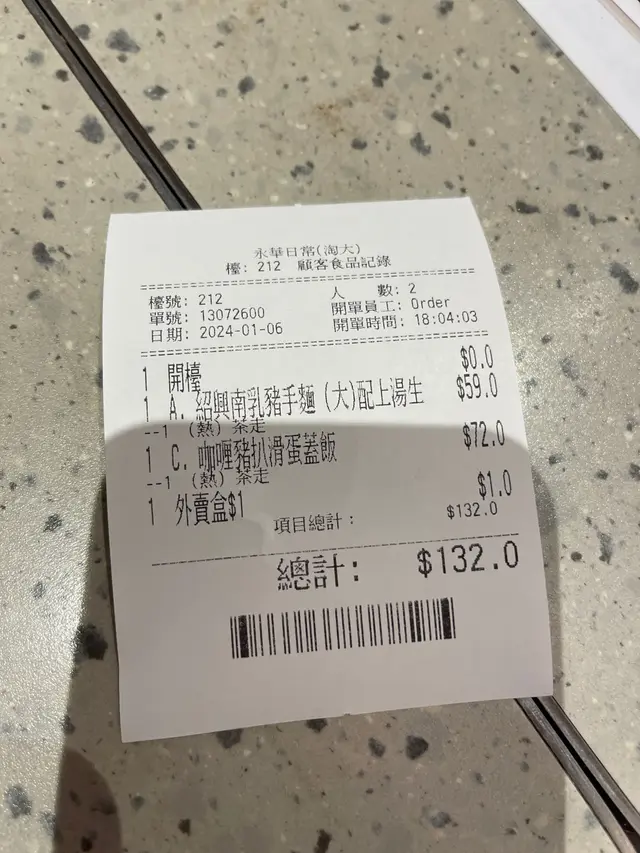 永華日常(淘大)
檯: 212 顧客食品記錄
檯號: 212
人 數: 2
單號: 13072600
開單員工: Order
日期: 2024-01-06
開單時間: 18:04:03
1 開檯 $0.0
1 A. 紹興南乳豬手麵 (大)配上湯生 $59.0
--1 (熱) 茶走
1 C. 咖喱豬扒滑蛋蓋飯 $72.0
--1 (熱) 茶走
1 外賣盒$1 $1.0
項目總計: $132.0
總計: $132.0